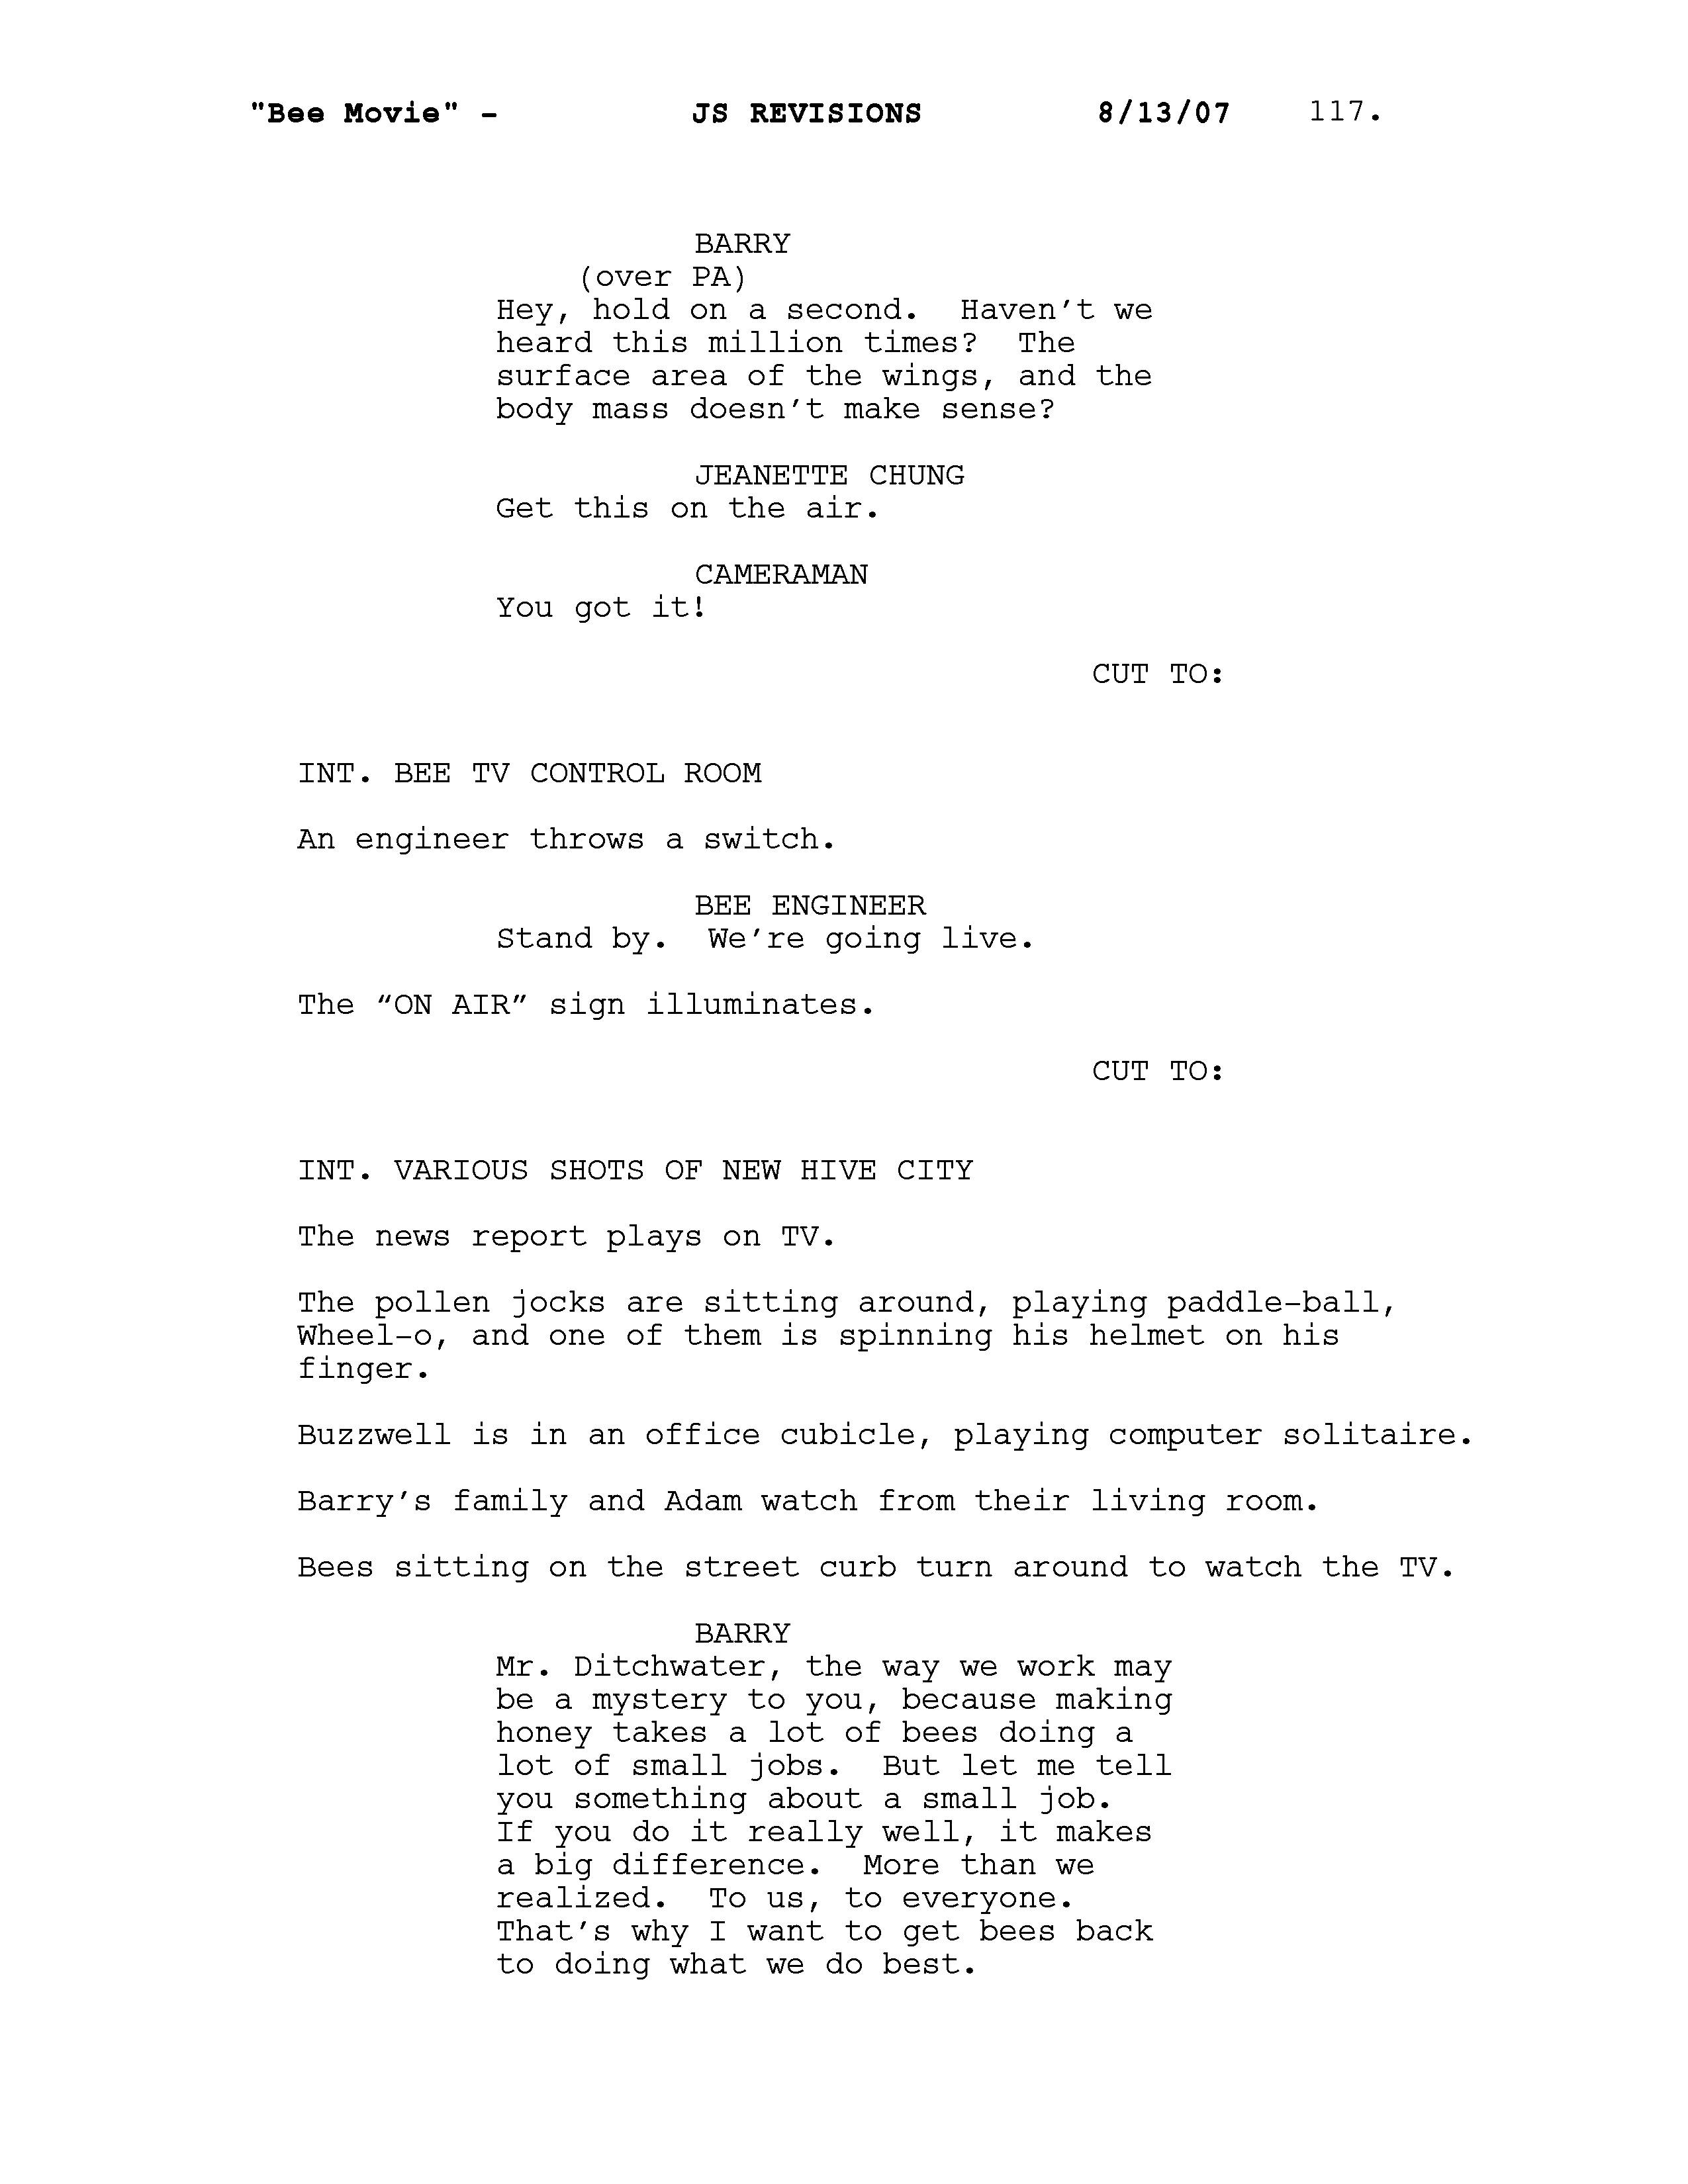 "Bee Movie" - JS REVISIONS 8/13/07 117.
BARRY
(over PA)
Hey, hold on a second.  Haven’t we
heard this million times?  The
surface area of the wings, and the
body mass doesn’t make sense?
JEANETTE CHUNG
Get this on the air.
CAMERAMAN
You got it!
CUT TO:
INT. BEE TV CONTROL ROOM
An engineer throws a switch.
BEE ENGINEER
Stand by.  We’re going live.
The “ON AIR” sign illuminates.
CUT TO:
INT. VARIOUS SHOTS OF NEW HIVE CITY
The news report plays on TV.
The pollen jocks are sitting around, playing paddle-ball,
Wheel-o, and one of them is spinning his helmet on his
finger.
Buzzwell is in an office cubicle, playing computer solitaire.
Barry’s family and Adam watch from their living room.
Bees sitting on the street curb turn around to watch the TV.
BARRY
Mr. Ditchwater, the way we work may
be a mystery to you, because making
honey takes a lot of bees doing a
lot of small jobs.  But let me tell
you something about a small job.
If you do it really well, it makes
a big difference.  More than we
realized.  To us, to everyone.
That’s why I want to get bees back
to doing what we do best.